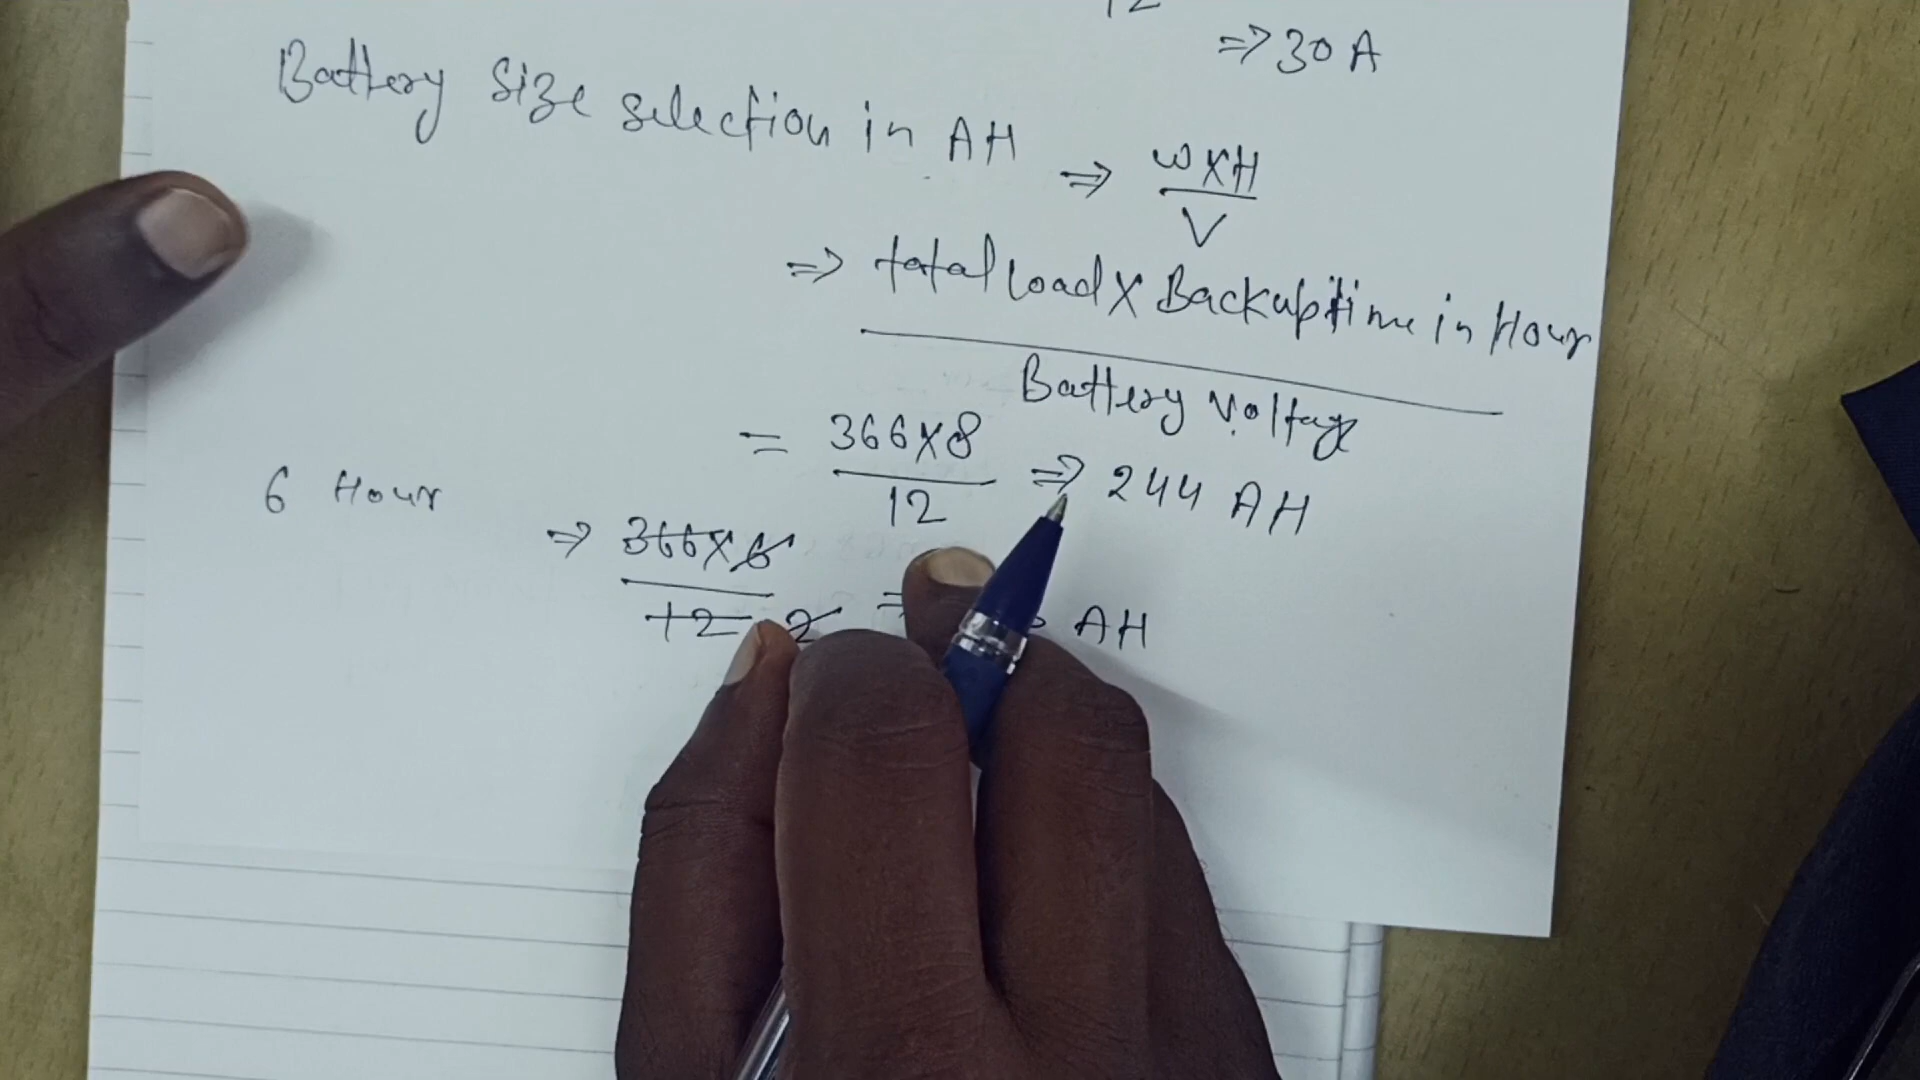 12
=> 30 A
Battery Size selection in AH => W X H
V
=> total load X Backup time in Hour
Battery Voltage
= 366 X 8
12
=> 244 AH
6 Hour
=> 366 X 6
12 2
= AH